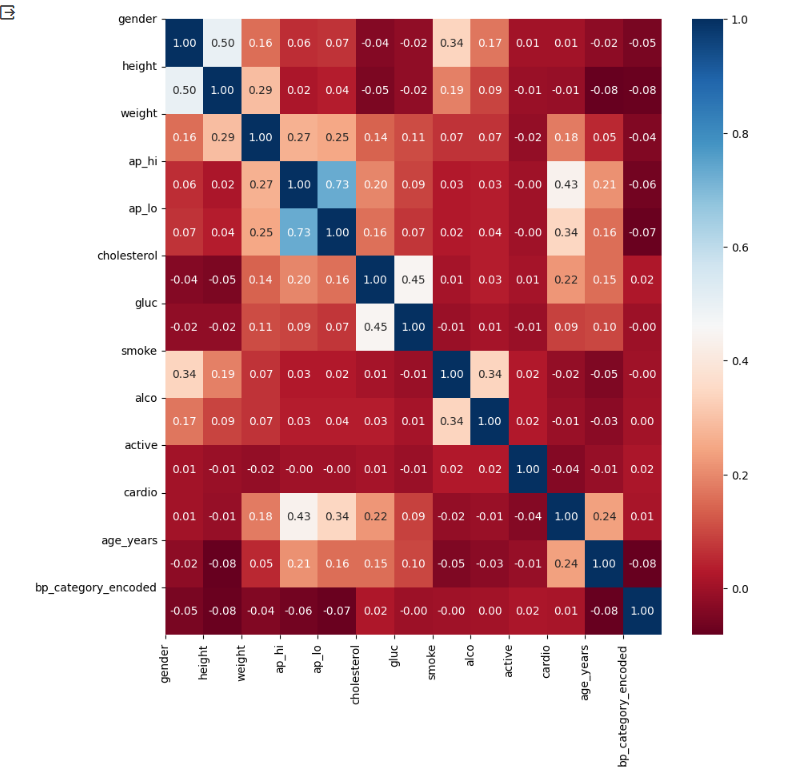 gender
1.00 0.50 0.16 0.06 0.07 -0.04 -0.02 0.34 0.17 0.01 0.01 -0.02 -0.05
height
0.50 1.00 0.29 0.02 0.04 -0.05 -0.02 0.19 0.09 -0.01 -0.01 -0.08 -0.08
weight
0.16 0.29 1.00 0.27 0.25 0.14 0.11 0.07 0.07 -0.02 0.18 0.05 -0.04
ap_hi
0.06 0.02 0.27 1.00 0.73 0.20 0.09 0.03 0.03 -0.00 0.43 0.21 -0.06
ap_lo
0.07 0.04 0.25 0.73 1.00 0.16 0.07 0.02 0.04 -0.00 0.34 0.16 -0.07
cholesterol
-0.04 -0.05 0.14 0.20 0.16 1.00 0.45 0.01 0.03 0.01 0.22 0.15 0.02
gluc
-0.02 -0.02 0.11 0.09 0.07 0.45 1.00 -0.01 0.01 -0.01 0.09 0.10 -0.00
smoke
0.34 0.19 0.07 0.03 0.02 0.01 -0.01 1.00 0.34 0.02 -0.02 -0.05 -0.00
alco
0.17 0.09 0.07 0.03 0.04 0.03 0.01 0.34 1.00 0.02 -0.01 -0.03 0.00
active
0.01 -0.01 -0.02 -0.00 -0.00 0.01 -0.01 0.02 0.02 1.00 -0.04 -0.01 0.02
cardio
0.01 -0.01 0.18 0.43 0.34 0.22 0.09 -0.02 -0.01 -0.04 1.00 0.24 0.01
age_years
-0.02 -0.08 0.05 0.21 0.16 0.15 0.10 -0.05 -0.03 -0.01 0.24 1.00 -0.08
bp_category_encoded
-0.05 -0.08 -0.04 -0.06 -0.07 0.02 -0.00 -0.00 0.00 0.02 0.01 -0.08 1.00
gender
height
weight
ap_hi
ap_lo
cholesterol
gluc
smoke
alco
active
cardio
age_years
bp_category_encoded
1.0
0.8
0.6
0.4
0.2
0.0